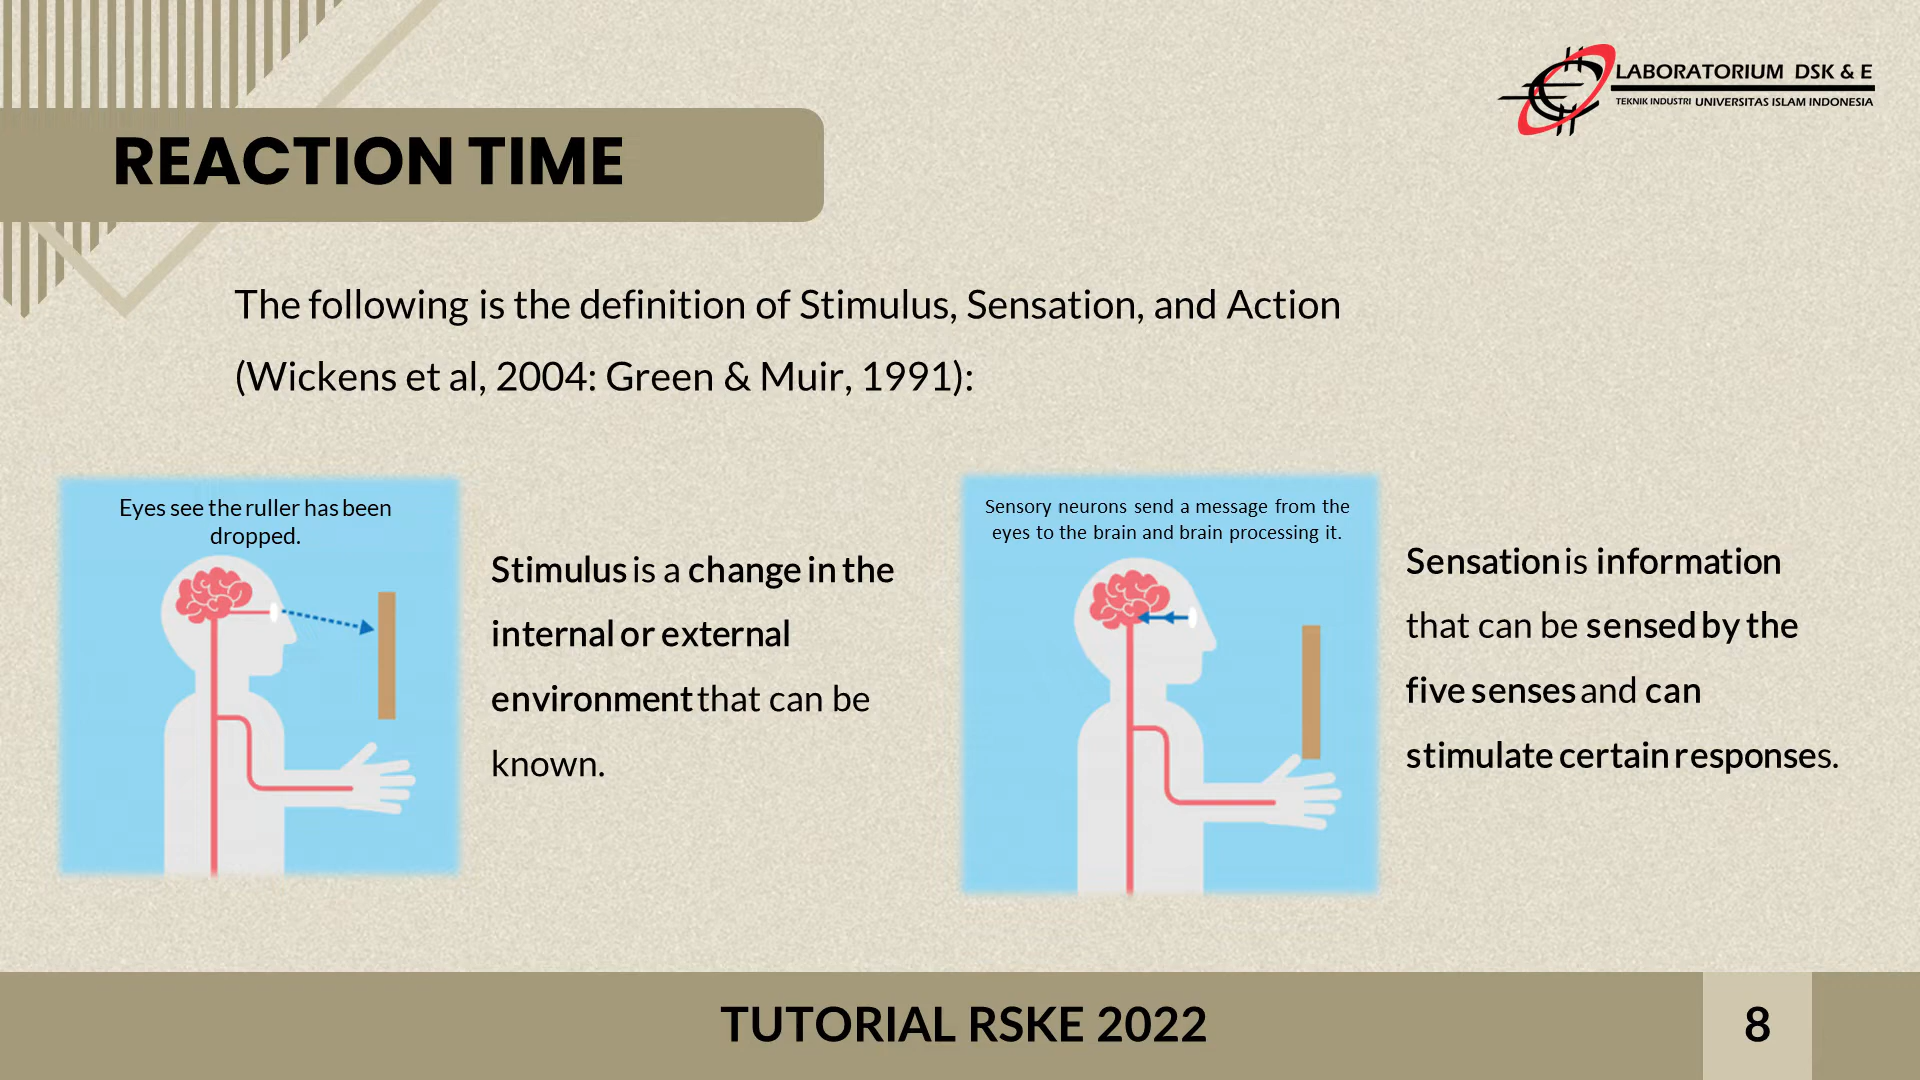 LABORATORIUM DSK & E
TEKNIK INDUSTRI UNIVERSITAS ISLAM INDONESIA
REACTION TIME
The following is the definition of Stimulus, Sensation, and Action
(Wickens et al, 2004: Green & Muir, 1991):
Eyes see the ruller has been
dropped.
Stimulus is a change in the
internal or external
environment that can be
known.
Sensory neurons send a message from the
eyes to the brain and brain processing it.
Sensation is information
that can be sensed by the
five senses and can
stimulate certain responses.
TUTORIAL RSKE 2022
8